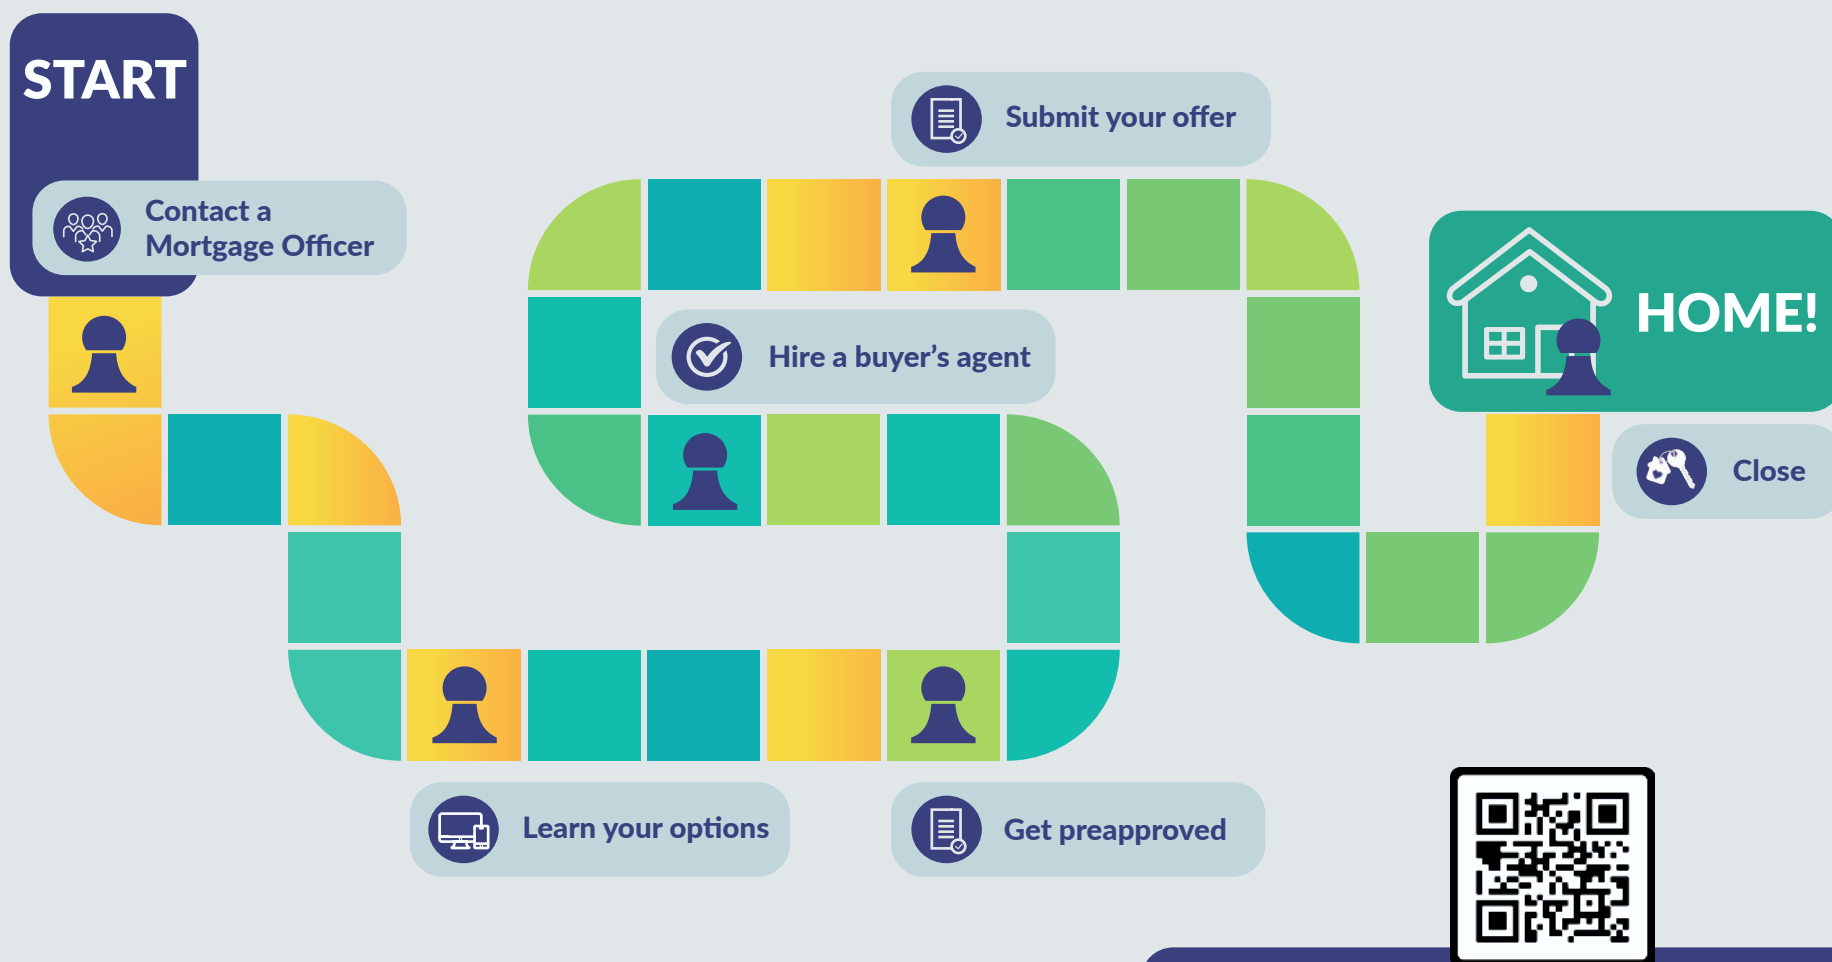 START
Contact a
Mortgage Officer
Submit your offer
Hire a buyer’s agent
HOME!
Close
Learn your options
Get preapproved